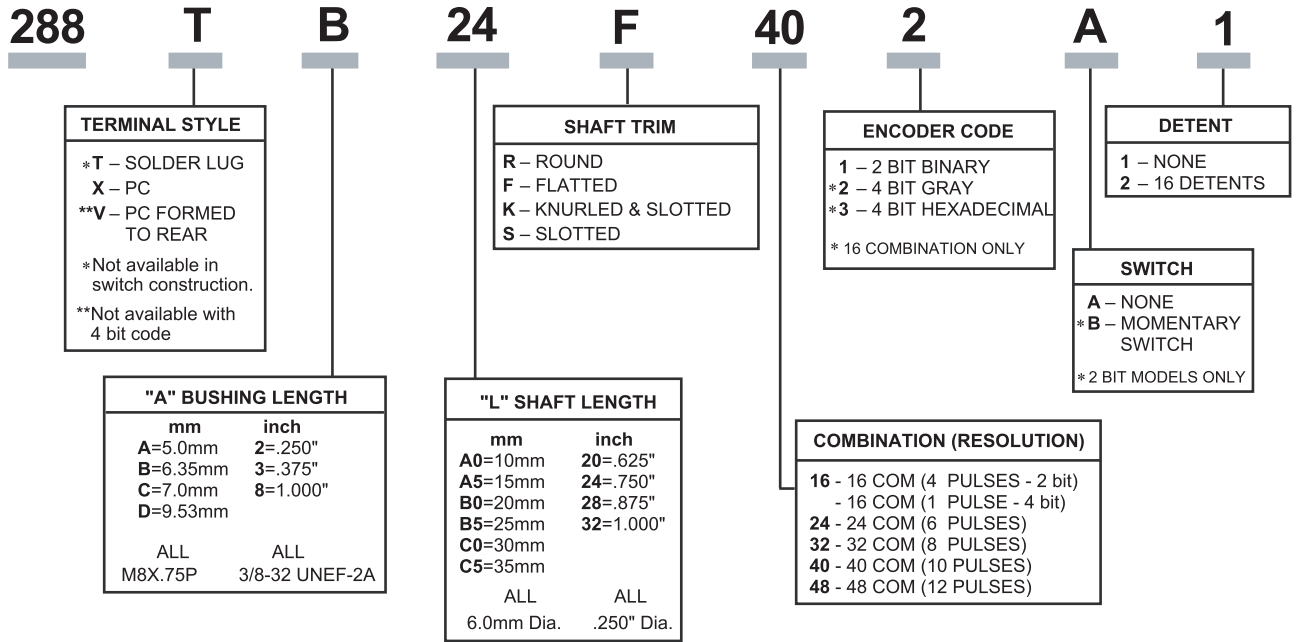 288 T B 24 F 40 2 A 1
TERMINAL STYLE
*T – SOLDER LUG
X – PC
**V – PC FORMED
TO REAR
*Not available in
switch construction.
**Not available with
4 bit code
SHAFT TRIM
R – ROUND
F – FLATTED
K – KNURLED & SLOTTED
S – SLOTTED
ENCODER CODE
1 – 2 BIT BINARY
*2 – 4 BIT GRAY
*3 – 4 BIT HEXADECIMAL
* 16 COMBINATION ONLY
DETENT
1 – NONE
2 – 16 DETENTS
SWITCH
A – NONE
*B – MOMENTARY
SWITCH
* 2 BIT MODELS ONLY
"A" BUSHING LENGTH
mm inch
A=5.0mm 2=.250"
B=6.35mm 3=.375"
C=7.0mm 8=1.000"
D=9.53mm
ALL ALL
M8X.75P 3/8-32 UNEF-2A
"L" SHAFT LENGTH
mm inch
A0=10mm 20=.625"
A5=15mm 24=.750"
B0=20mm 28=.875"
B5=25mm 32=1.000"
C0=30mm
C5=35mm
ALL ALL
6.0mm Dia. .250" Dia.
COMBINATION (RESOLUTION)
16 - 16 COM (4 PULSES - 2 bit)
- 16 COM (1 PULSE - 4 bit)
24 - 24 COM (6 PULSES)
32 - 32 COM (8 PULSES)
40 - 40 COM (10 PULSES)
48 - 48 COM (12 PULSES)